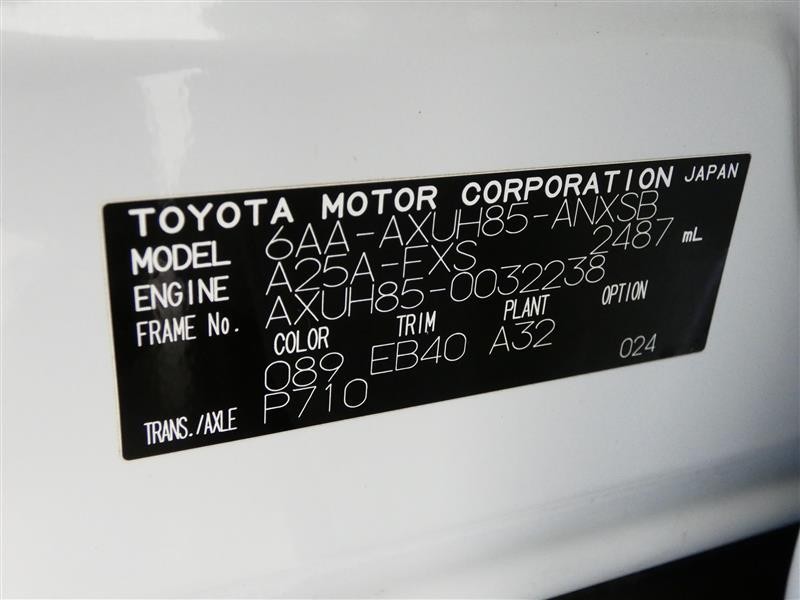 TOYOTA MOTOR CORPORATION JAPAN
MODEL 6AA-AXUH85-ANXSB
ENGINE A25A-FXS 2487 mL
FRAME No. AXUH85-0032238
COLOR TRIM PLANT OPTION
089 EB40 A32 024
TRANS./AXLE P710